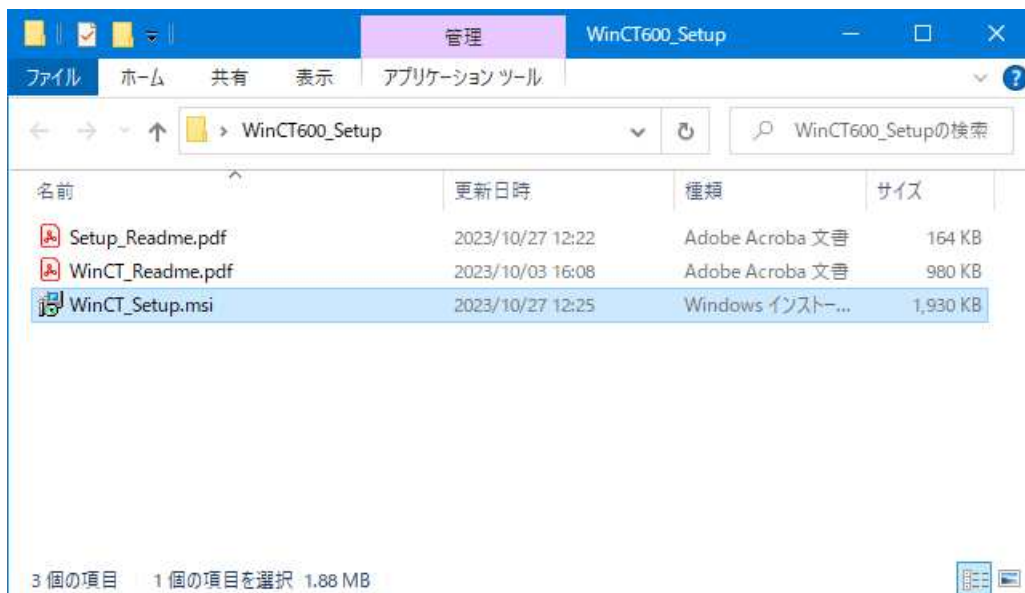 管理 WinCT600_Setup
ファイル ホーム 共有 表示 アプリケーション ツール
WinCT600_Setup WinCT600_Setupの検索
名前 更新日時 種類 サイズ
Setup_Readme.pdf 2023/10/27 12:22 Adobe Acroba 文書 164 KB
WinCT_Readme.pdf 2023/10/03 16:08 Adobe Acroba 文書 980 KB
WinCT_Setup.msi 2023/10/27 12:25 Windows インストー... 1,930 KB
3 個の項目 1 個の項目を選択 1.88 MB